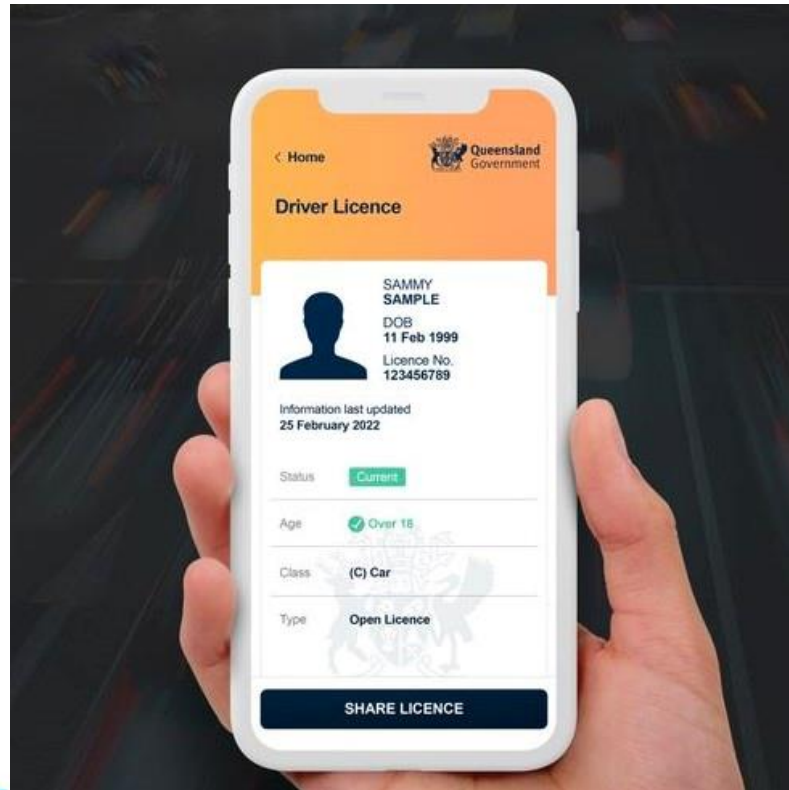 < Home
Queensland
Government
Driver Licence
SAMMY
SAMPLE
DOB
11 Feb 1999
Licence No.
123456789
Information last updated
25 February 2022
Status Current
Age Over 18
Class (C) Car
Type Open Licence
SHARE LICENCE